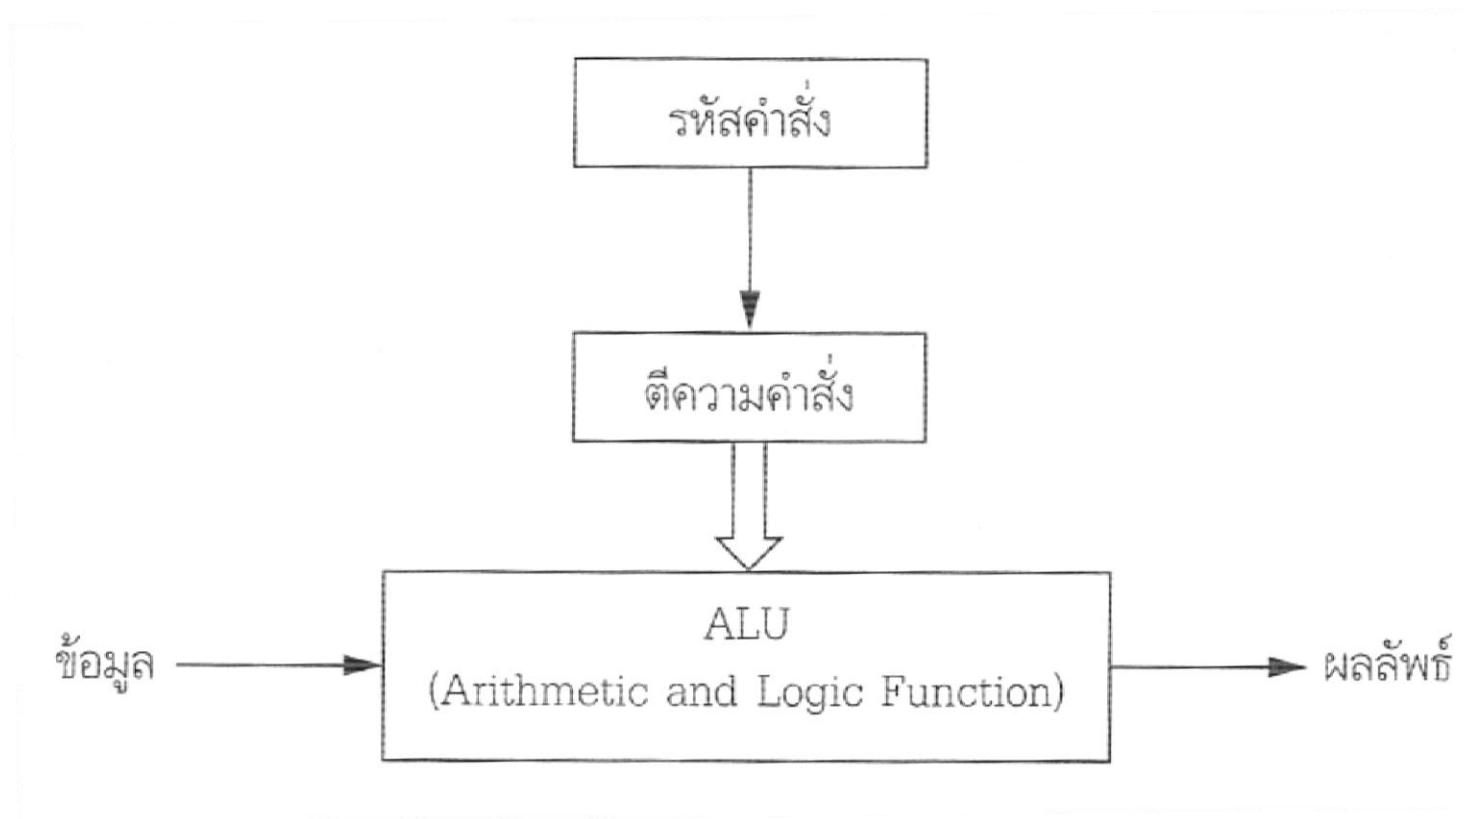 รหัสคำสั่ง
ตีความคำสั่ง
ALU
ข้อมูล
(Arithmetic and Logic Function)
ผลลัพธ์